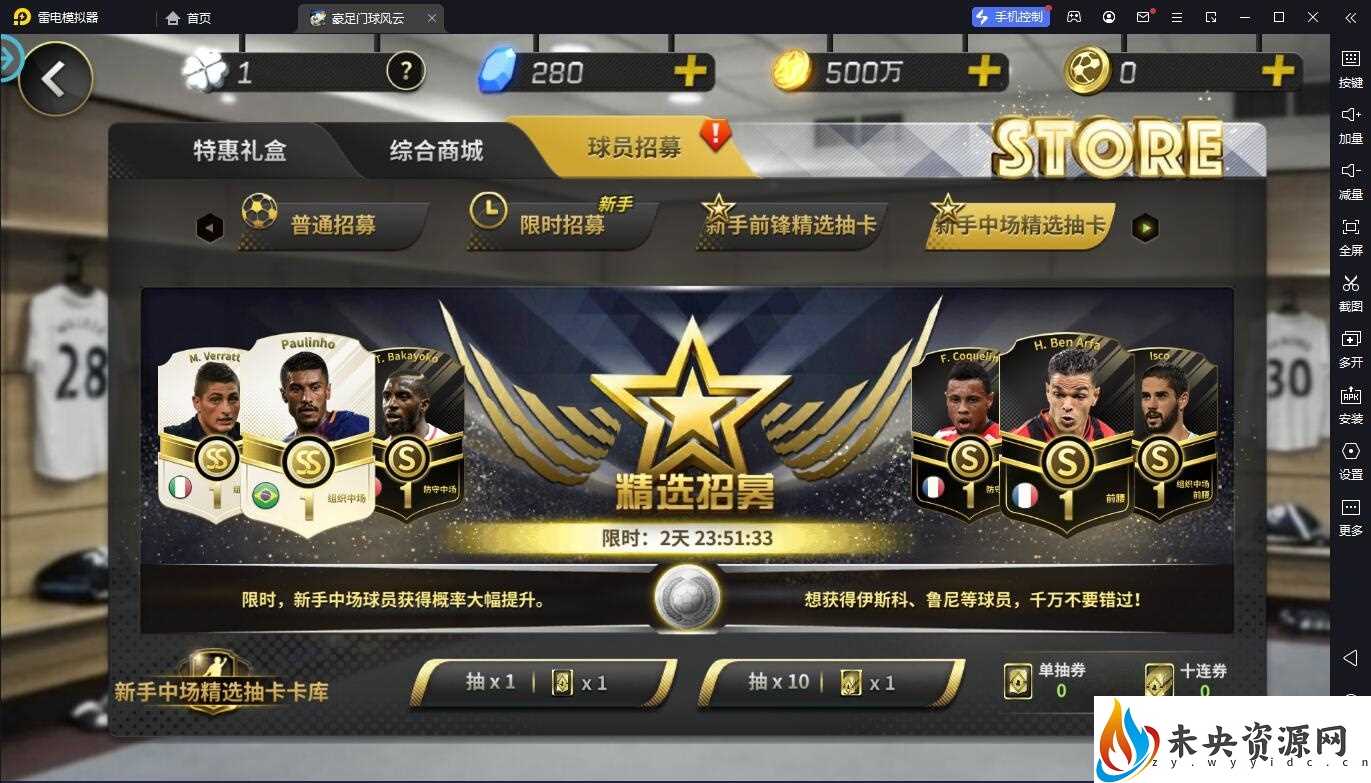 雷电模拟器
首页
豪足门球风云
手机控制
1
?
280
500万
0
按键
加量
减量
全屏
截图
多开
安装
设置
更多
特惠礼盒
综合商城
球员招募
!
STORE
普通招募
限时招募
新手
新手前锋精选抽卡
新手中场精选抽卡
28
30
M. Verratt
Paulinho
T. Bakayoko
F. Coquelin
H. Ben Arfa
Isco
SS
1
SS
1
组织中场
S
1
防守中场
S
1
S
1
前腰
S
1
组织中场
前腰
精选招募
限时：2天 23:51:33
限时，新手中场球员获得概率大幅提升。
想获得伊斯科、鲁尼等球员，千万不要错过！
新手中场精选抽卡卡库
抽 x 1
x 1
抽 x 10
x 1
单抽券
0
十连券
0
未央资源网
zy.wyyidc.cn